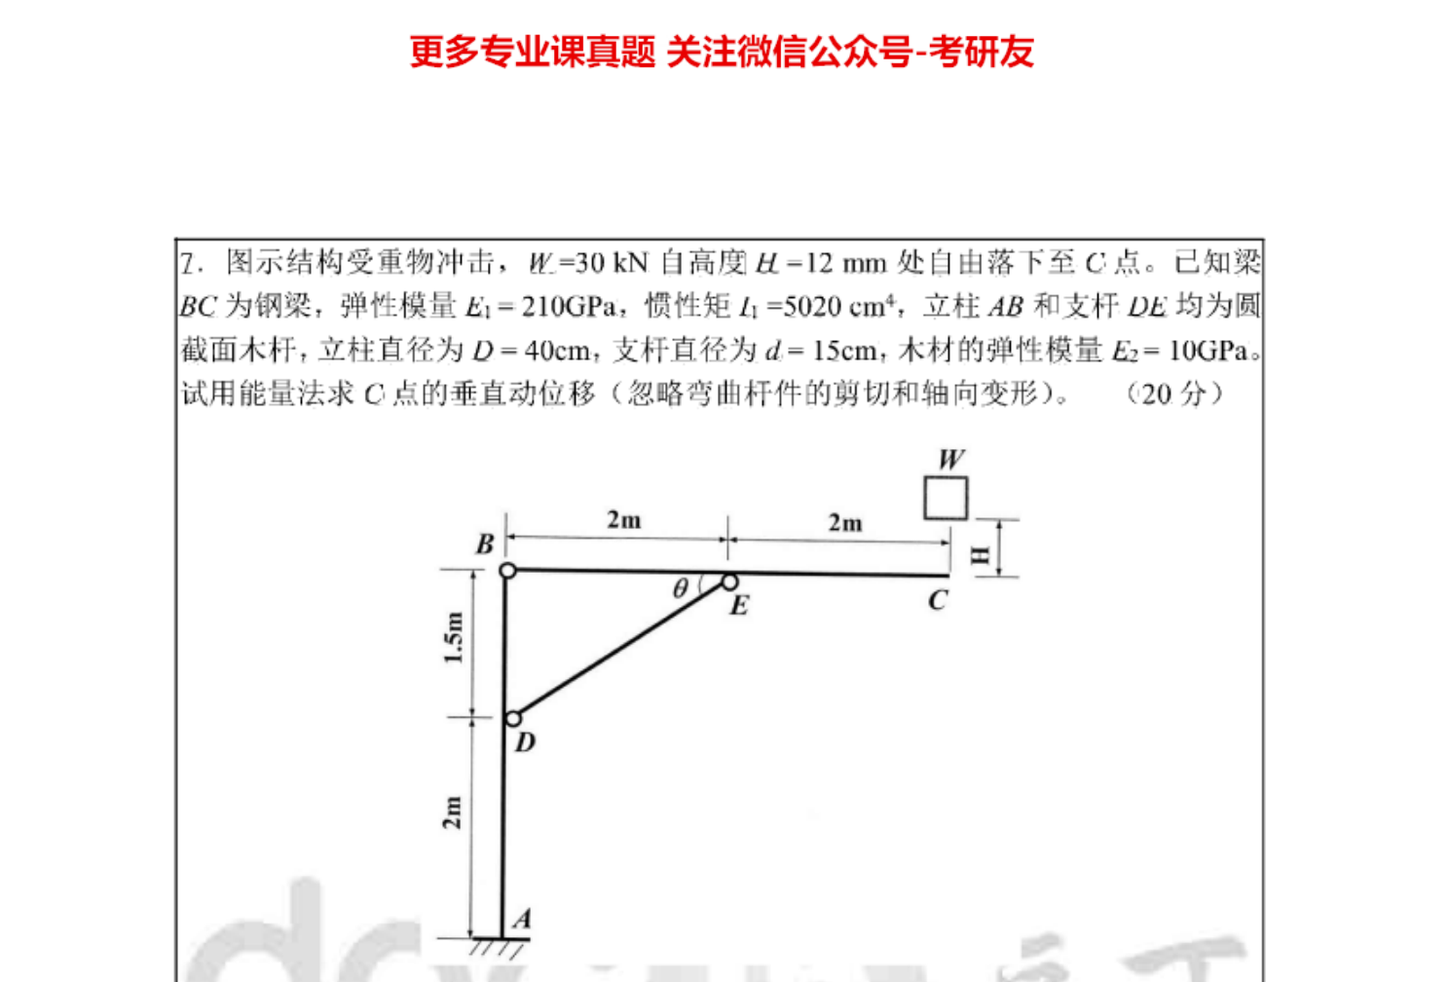 更多专业课真题 关注微信公众号-考研友
7. 图示结构受重物冲击，W=30 kN 自高度 H=12 mm 处自由落下至 C 点。已知梁
BC 为钢梁，弹性模量 E₁ = 210GPa，惯性矩 I₁ =5020 cm⁴，立柱 AB 和支杆 DE 均为圆
截面木杆，立柱直径为 D = 40cm，支杆直径为 d = 15cm，木材的弹性模量 E₂ = 10GPa。
试用能量法求 C 点的垂直动位移（忽略弯曲杆件的剪切和轴向变形）。 （20 分）
W
2m
2m
B
H
θ
E
C
1.5m
D
2m
A